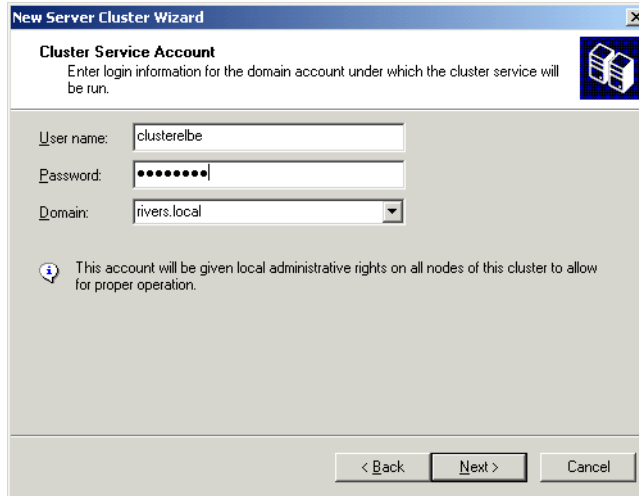 New Server Cluster Wizard
Cluster Service Account
Enter login information for the domain account under which the cluster service will
be run.
User name: clusterelbe
Password: ●●●●●●●●
Domain: rivers.local
This account will be given local administrative rights on all nodes of this cluster to allow
for proper operation.
< Back Next > Cancel